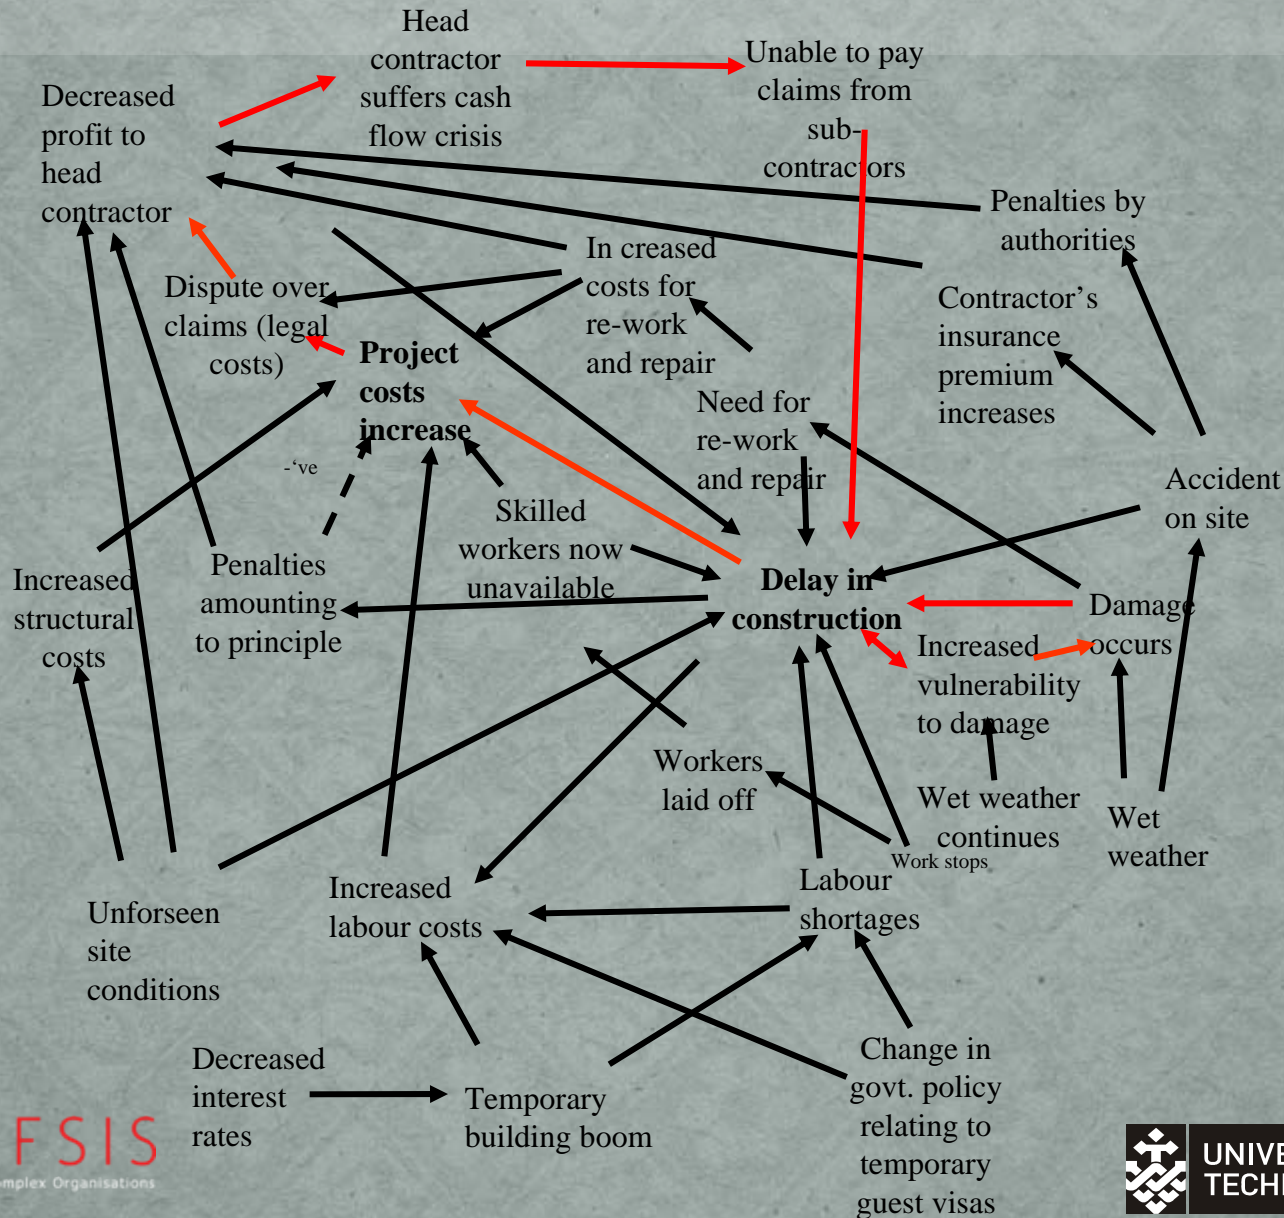 Head
contractor
suffers cash
flow crisis
Unable to pay
claims from
sub-
contractors
Decreased
profit to
head
contractor
Penalties by
authorities
In creased
costs for
re-work
and repair
Dispute over
claims (legal
costs)
Contractor's
insurance
premium
increases
Project
costs
increase
Need for
re-work
and repair
-'ve
Accident
on site
Skilled
workers now
unavailable
Increased
structural
costs
Penalties
amounting
to principle
Delay in
construction
Damage
occurs
Increased
vulnerability
to damage
Workers
laid off
Wet weather
continues
Wet
weather
Work stops
Labour
shortages
Increased
labour costs
Unforseen
site
conditions
Decreased
interest
rates
Temporary
building boom
Change in
govt. policy
relating to
temporary
guest visas
FSIS
mplex Organisations
UNIVE
TECH